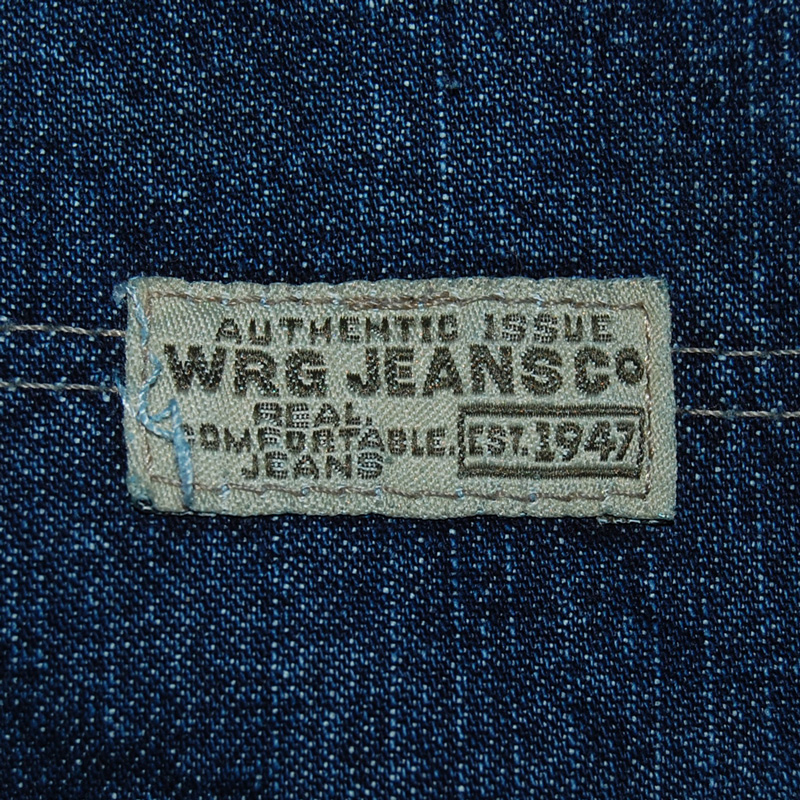 AUTHENTIC ISSUE
WRG JEANS Co
REAL.
COMFORTABLE.
JEANS
EST. 1947